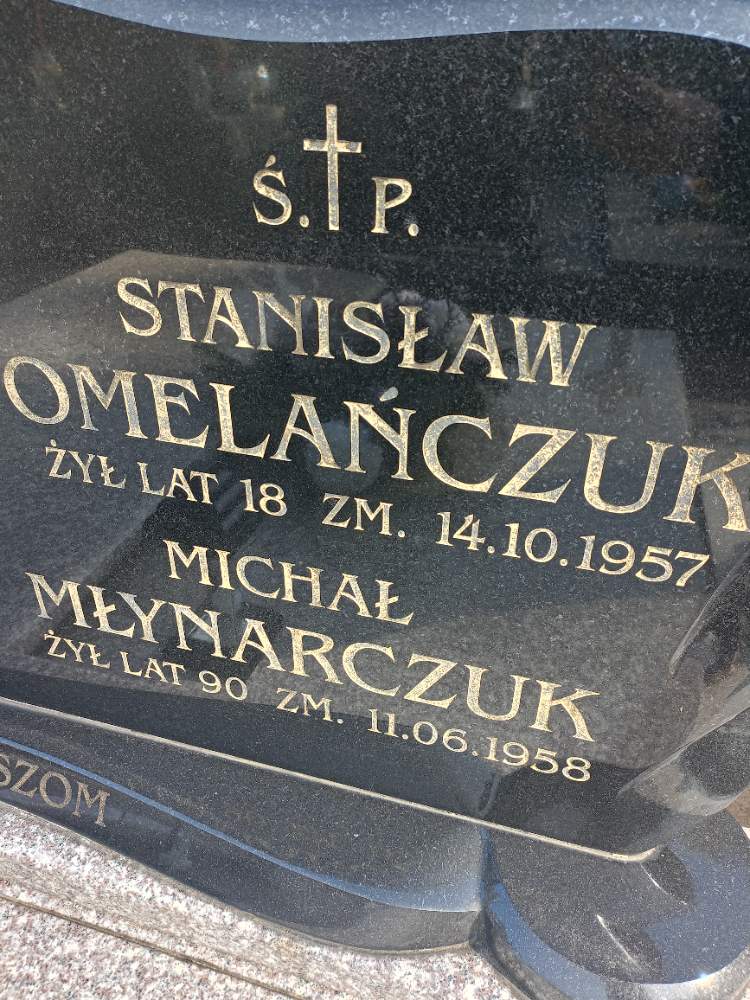 Ś. P.
STANISŁAW
OMELAŃCZUK
ŻYŁ LAT 18 ZM. 14.10.1957
MICHAŁ
MŁYNARCZUK
ŻYŁ LAT 90 ZM. 11.06.1958